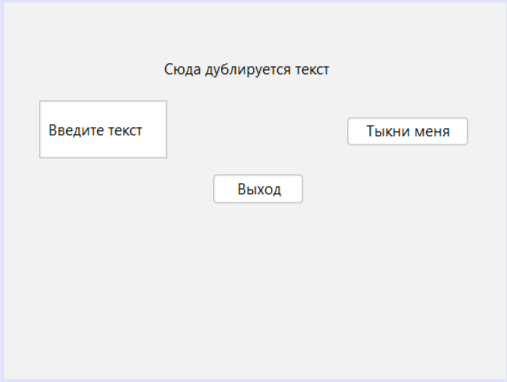 Сюда дублируется текст
Введите текст
Тыкни меня
Выход